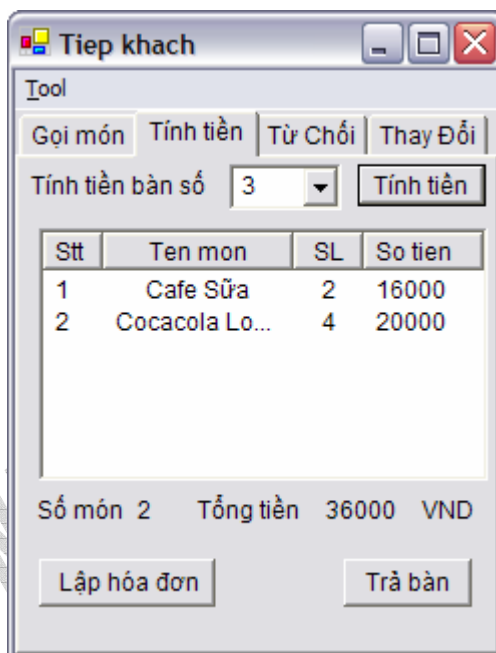 Tiep khach
Tool
Gọi món Tính tiền Từ Chối Thay Đổi
Tính tiền bàn số 3 Tính tiền
Stt Ten mon SL So tien
1 Cafe Sữa 2 16000
2 Cocacola Lo... 4 20000
Số món 2 Tổng tiền 36000 VND
Lập hóa đơn Trả bàn